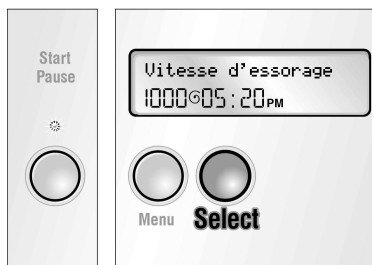 Start
Pause
Vitesse d'essorage
1000 05:20PM
Menu
Select